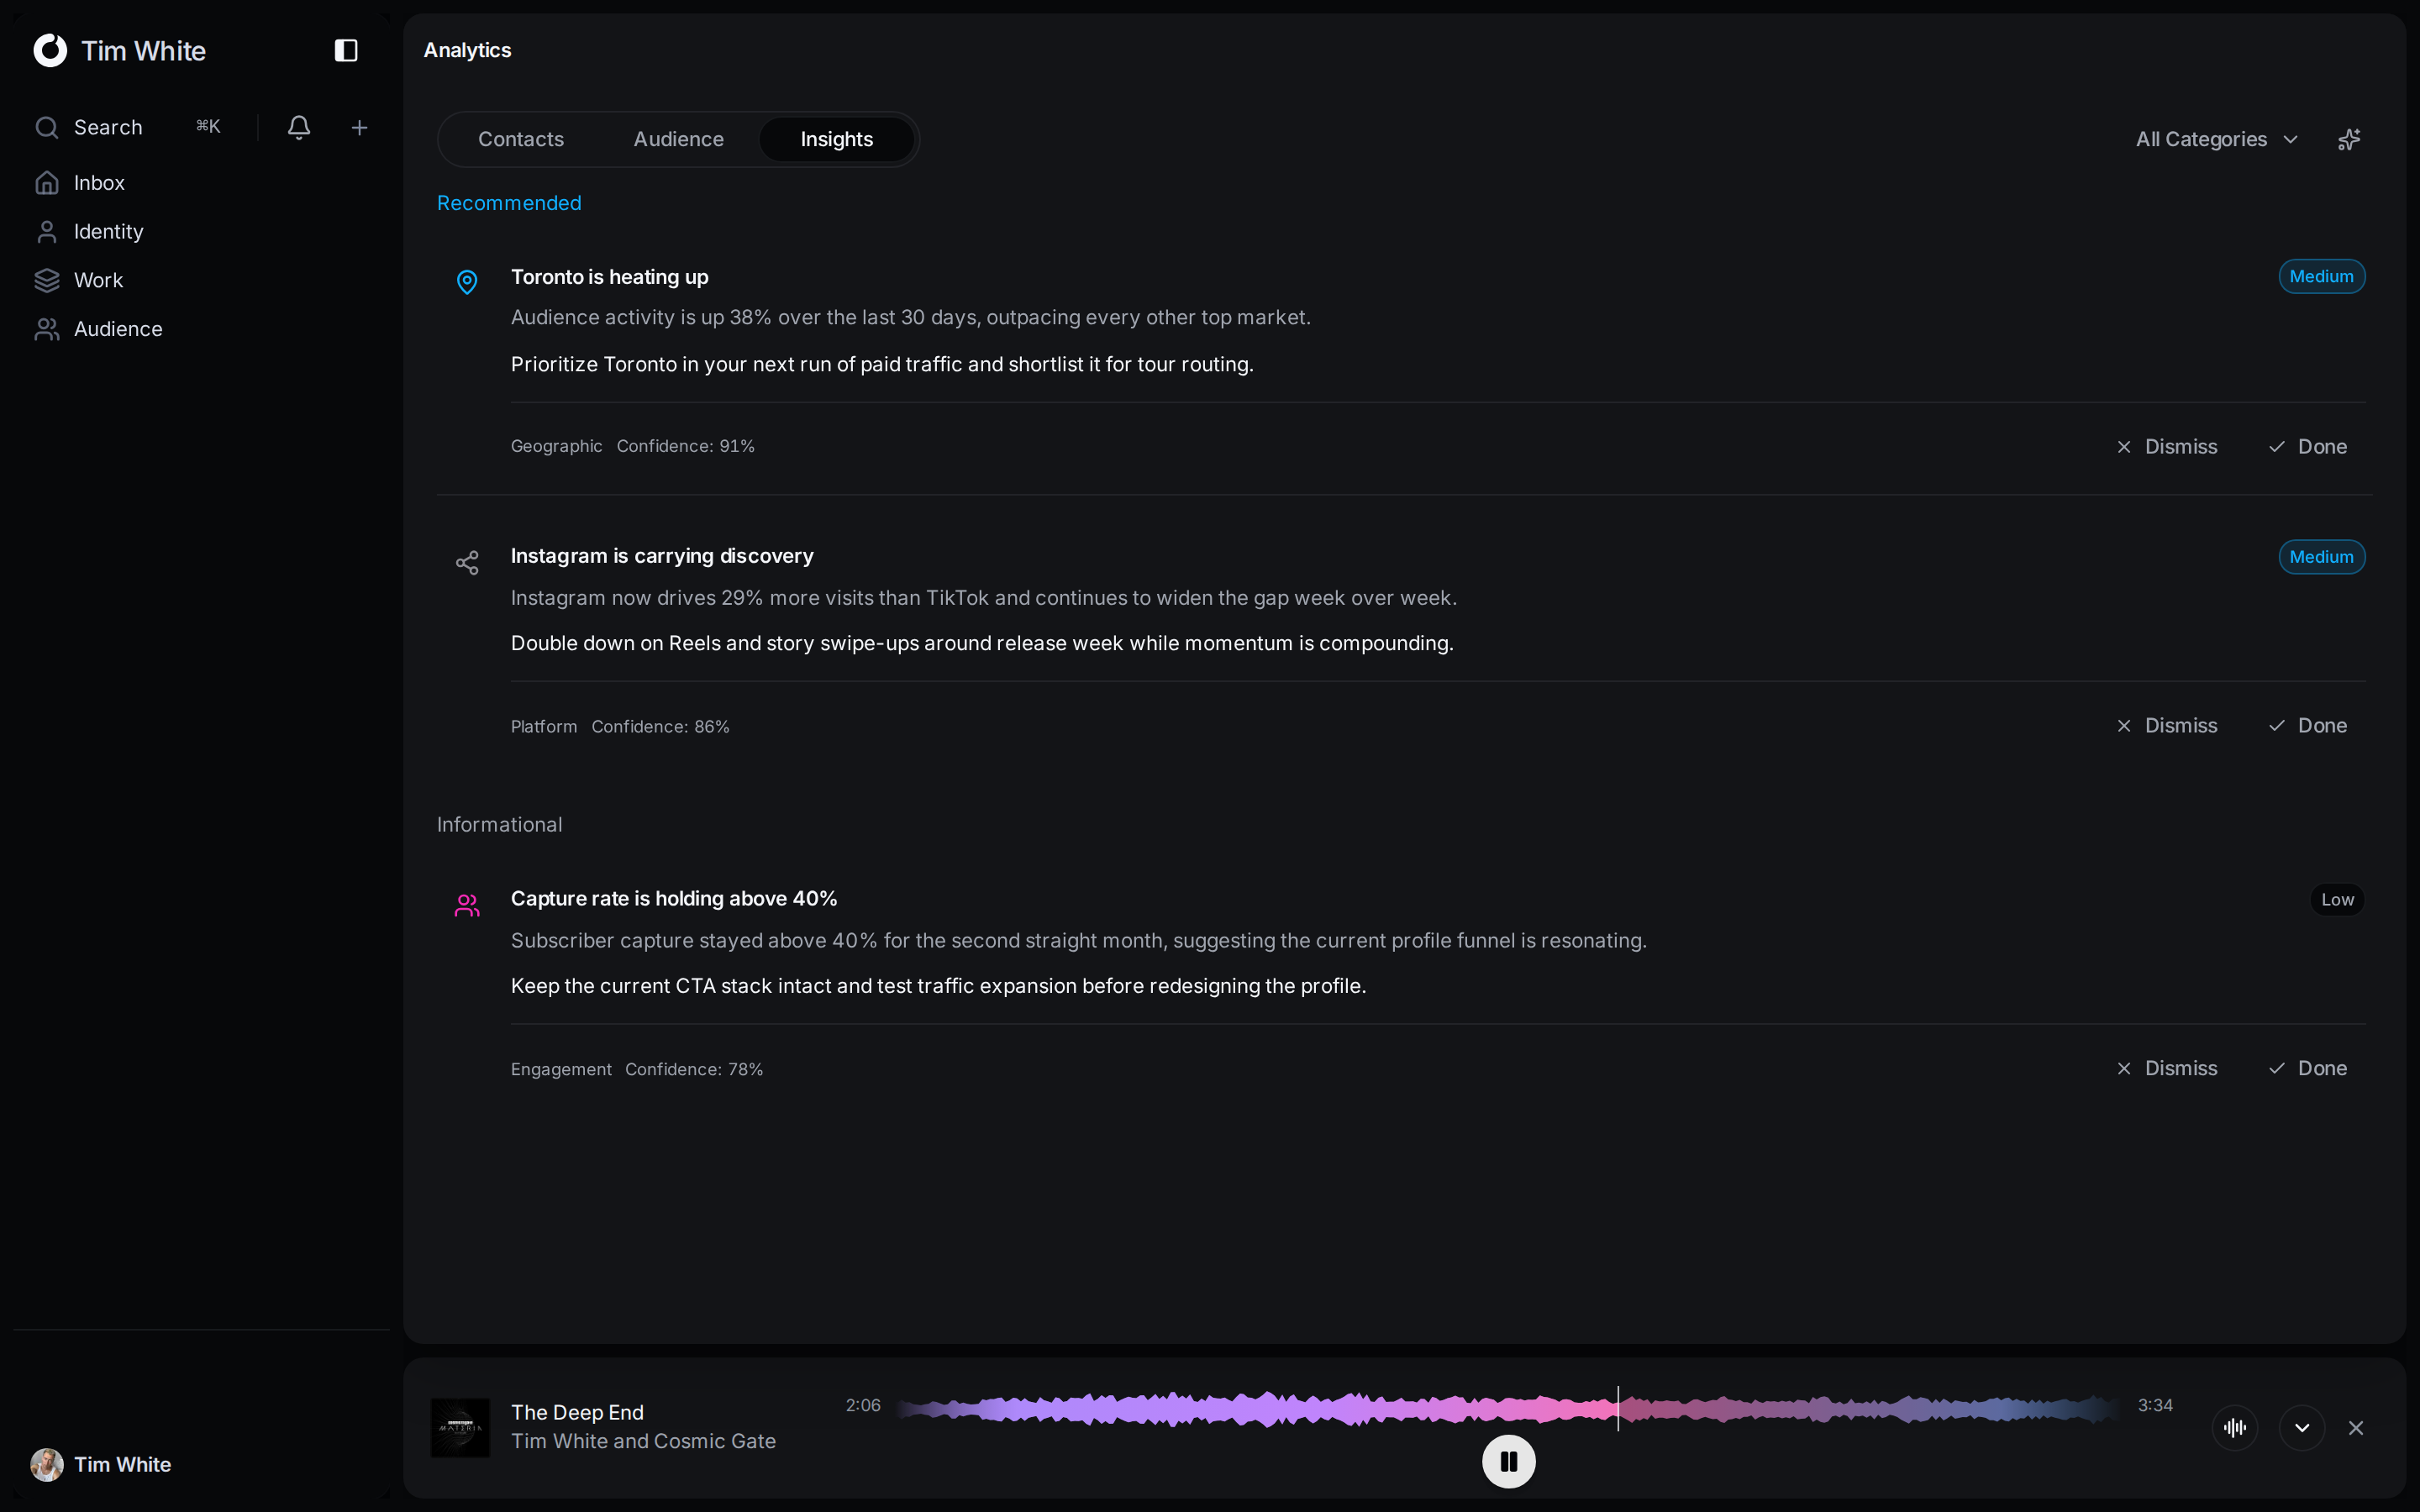 Tim White
Search ⌘K
Inbox
Identity
Work
Audience
Tim White
Analytics
Contacts Audience Insights
All Categories
Recommended
Toronto is heating up
Medium
Audience activity is up 38% over the last 30 days, outpacing every other top market.
Prioritize Toronto in your next run of paid traffic and shortlist it for tour routing.
Geographic Confidence: 91%
Dismiss Done
Instagram is carrying discovery
Medium
Instagram now drives 29% more visits than TikTok and continues to widen the gap week over week.
Double down on Reels and story swipe-ups around release week while momentum is compounding.
Platform Confidence: 86%
Dismiss Done
Informational
Capture rate is holding above 40%
Low
Subscriber capture stayed above 40% for the second straight month, suggesting the current profile funnel is resonating.
Keep the current CTA stack intact and test traffic expansion before redesigning the profile.
Engagement Confidence: 78%
Dismiss Done
The Deep End
Tim White and Cosmic Gate
2:06
3:34